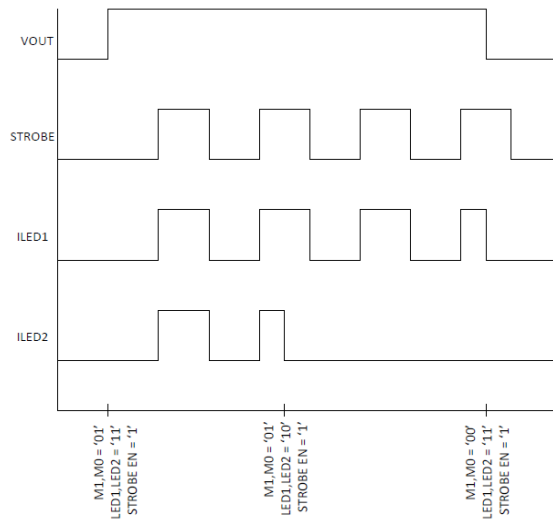 VOUT
STROBE
ILED1
ILED2
M1,M0 = ‘01’
LED1,LED2 = ‘11’
STROBE EN = ‘1’
M1,M0 = ‘01’
LED1,LED2 = ‘10’
STROBE EN = ‘1’
M1,M0 = ‘00’
LED1,LED2 = ‘11’
STROBE EN = ‘1’